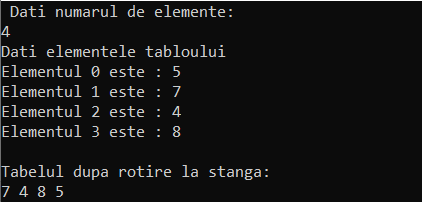 Dati numarul de elemente:
4
Dati elementele tabloului
Elementul 0 este : 5
Elementul 1 este : 7
Elementul 2 este : 4
Elementul 3 este : 8
Tabelul dupa rotire la stanga:
7 4 8 5